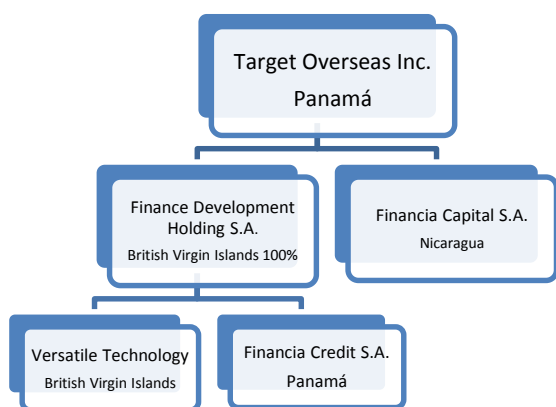 Target Overseas Inc.
Panamá
Finance Development
Holding S.A.
British Virgin Islands 100%
Financia Capital S.A.
Nicaragua
Versatile Technology
British Virgin Islands
Financia Credit S.A.
Panamá